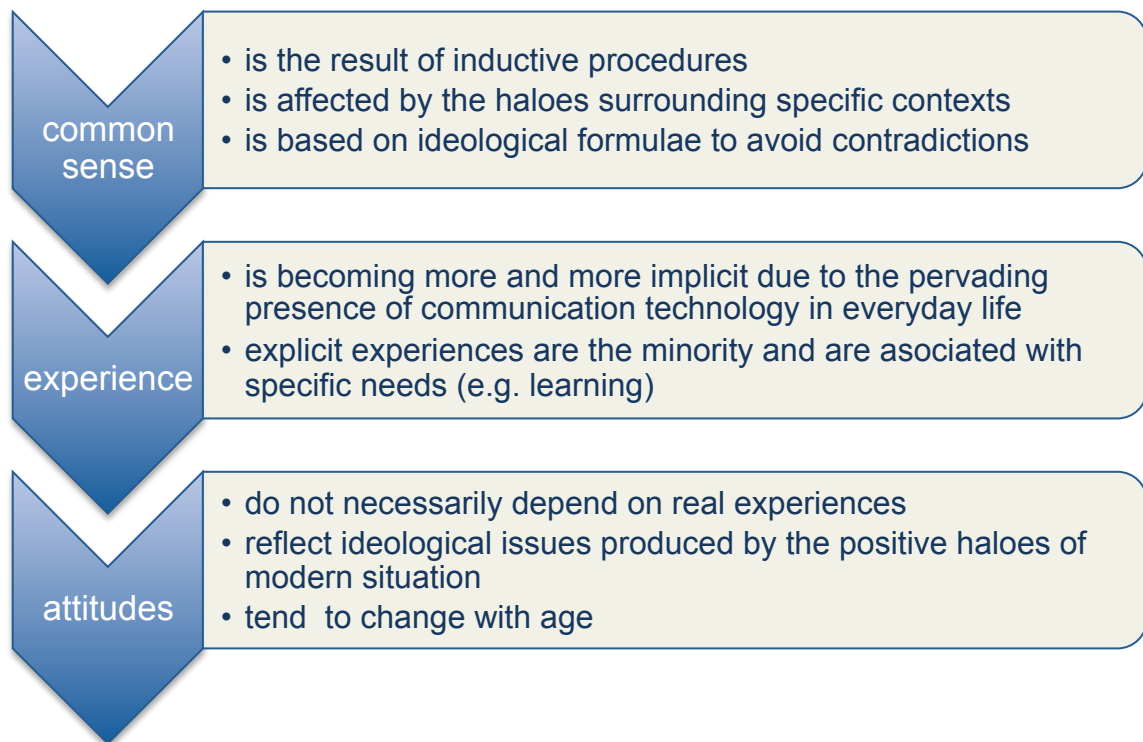 common
sense
• is the result of inductive procedures
• is affected by the haloes surrounding specific contexts
• is based on ideological formulae to avoid contradictions
experience
• is becoming more and more implicit due to the pervading
presence of communication technology in everyday life
• explicit experiences are the minority and are asociated with
specific needs (e.g. learning)
attitudes
• do not necessarily depend on real experiences
• reflect ideological issues produced by the positive haloes of
modern situation
• tend  to change with age